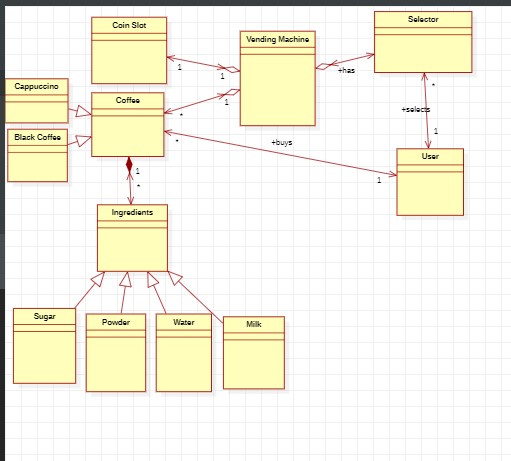 Coin Slot
Vending Machine
Selector
1
1
+has
Cappuccino
Coffee
1
*
*
+selects
Black Coffee
*
+buys
1
User
1
*
1
Ingredients
Sugar
Powder
Water
Milk